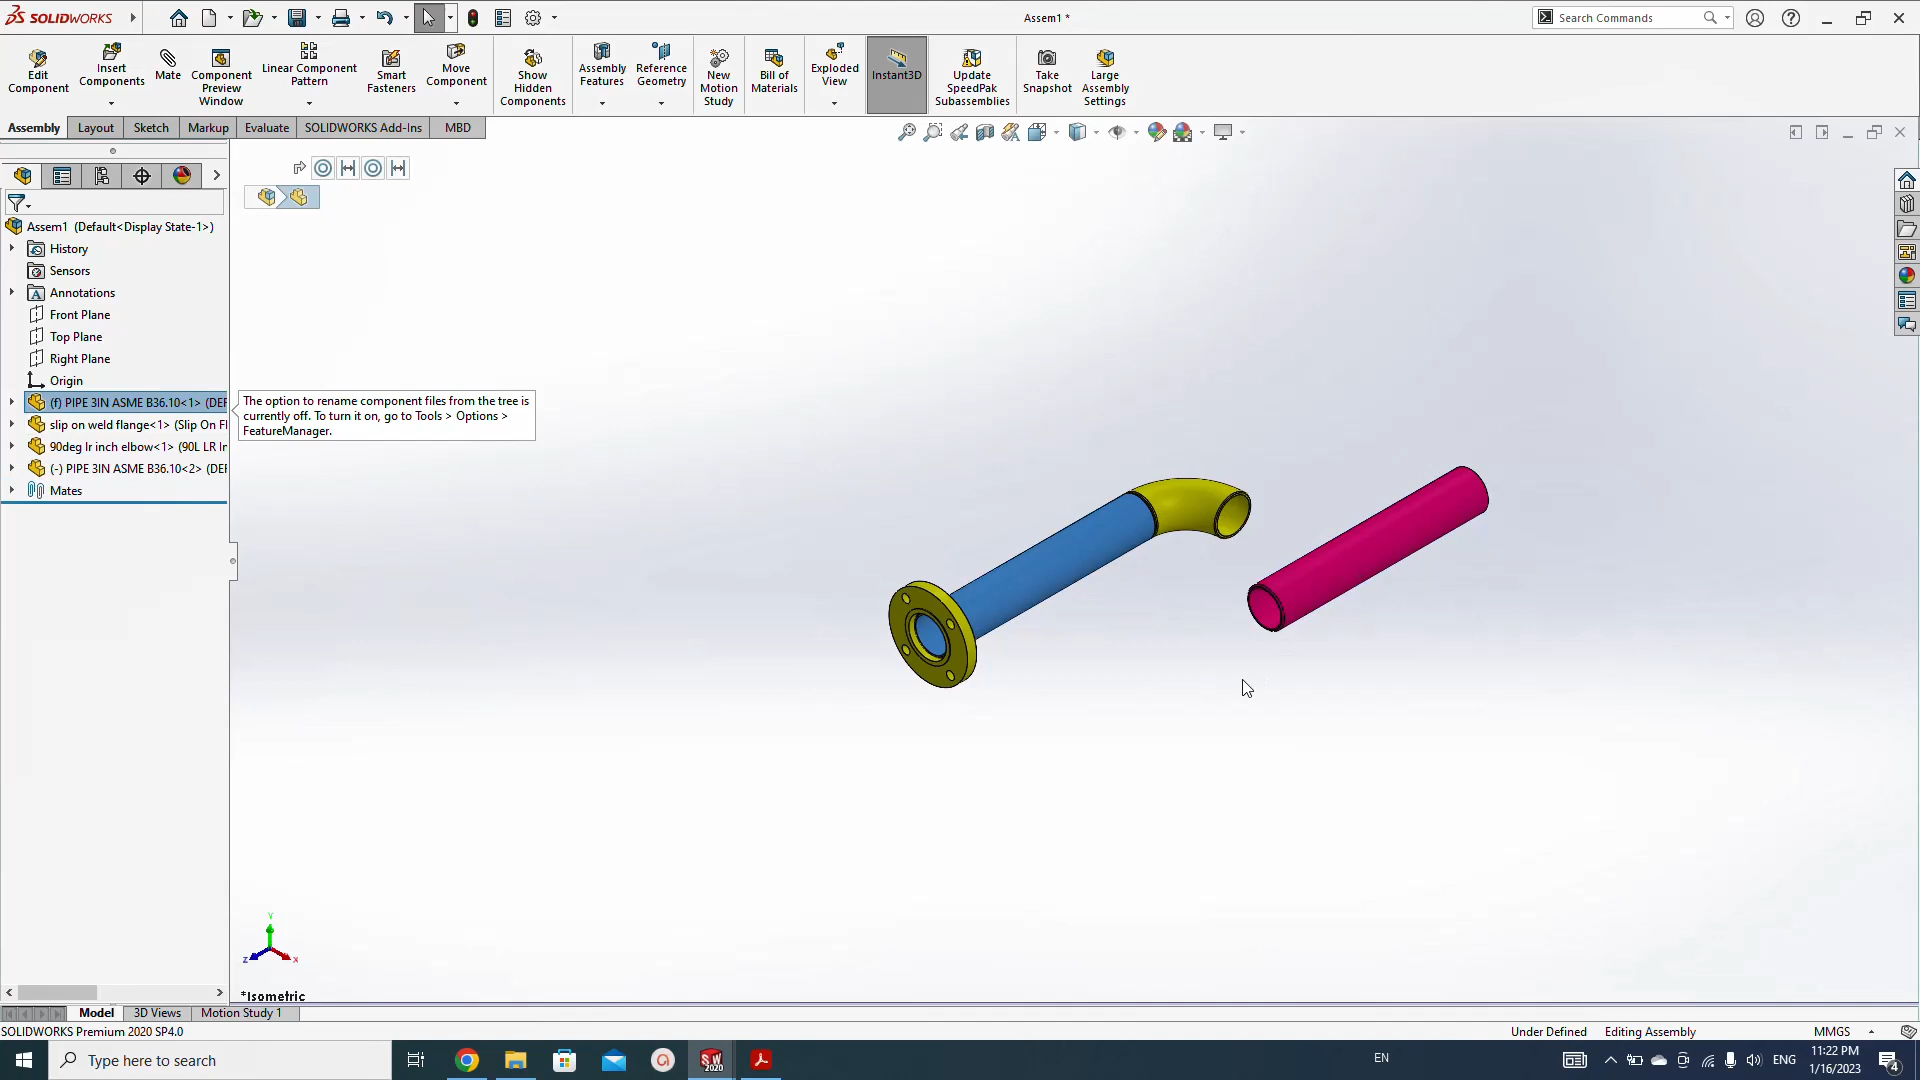 SOLIDWORKS
Assem1 *
Search Commands
Edit Component
Insert Components
Mate
Component Preview Window
Linear Component Pattern
Smart Fasteners
Move Component
Show Hidden Components
Assembly Features
Reference Geometry
New Motion Study
Bill of Materials
Exploded View
Instant3D
Update SpeedPak Subassemblies
Take Snapshot
Large Assembly Settings
Assembly
Layout
Sketch
Markup
Evaluate
SOLIDWORKS Add-Ins
MBD
Assem1 (Default<Display State-1>)
History
Sensors
Annotations
Front Plane
Top Plane
Right Plane
Origin
(f) PIPE 3IN ASME B36.10<1> (DEF
slip on weld flange<1> (Slip On Fl
90deg lr inch elbow<1> (90L LR In
(-) PIPE 3IN ASME B36.10<2> (DEF
Mates
The option to rename component files from the tree is
currently off. To turn it on, go to Tools > Options >
FeatureManager.
Y
Z
X
*Isometric
Model
3D Views
Motion Study 1
SOLIDWORKS Premium 2020 SP4.0
Under Defined
Editing Assembly
MMGS
Type here to search
SW
2020
EN
ENG
11:22 PM
1/16/2023
4